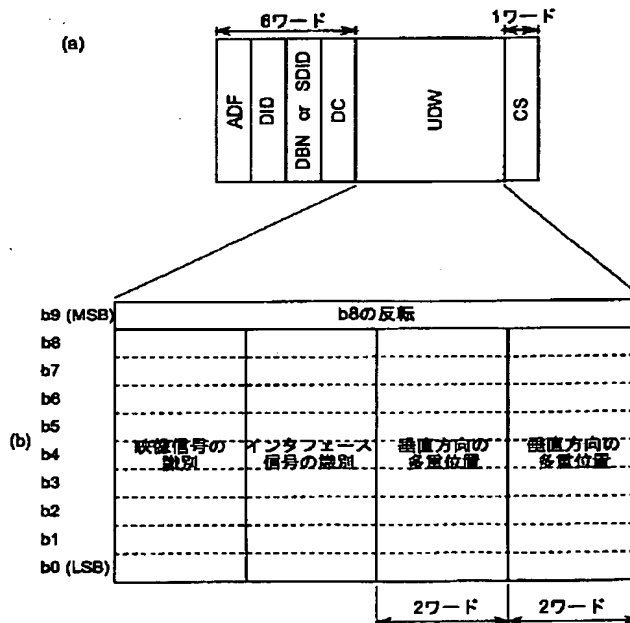 (a)
6ワード
1ワード
ADF
DID
DBN or SDID
DC
UDW
CS
(b)
b9 (MSB)
b8の反転
b8
b7
b6
b5
b4
b3
b2
b1
b0 (LSB)
映像信号の
識別
インタフェース
信号の識別
垂直方向の
多重位置
垂直方向の
多重位置
2ワード
2ワード